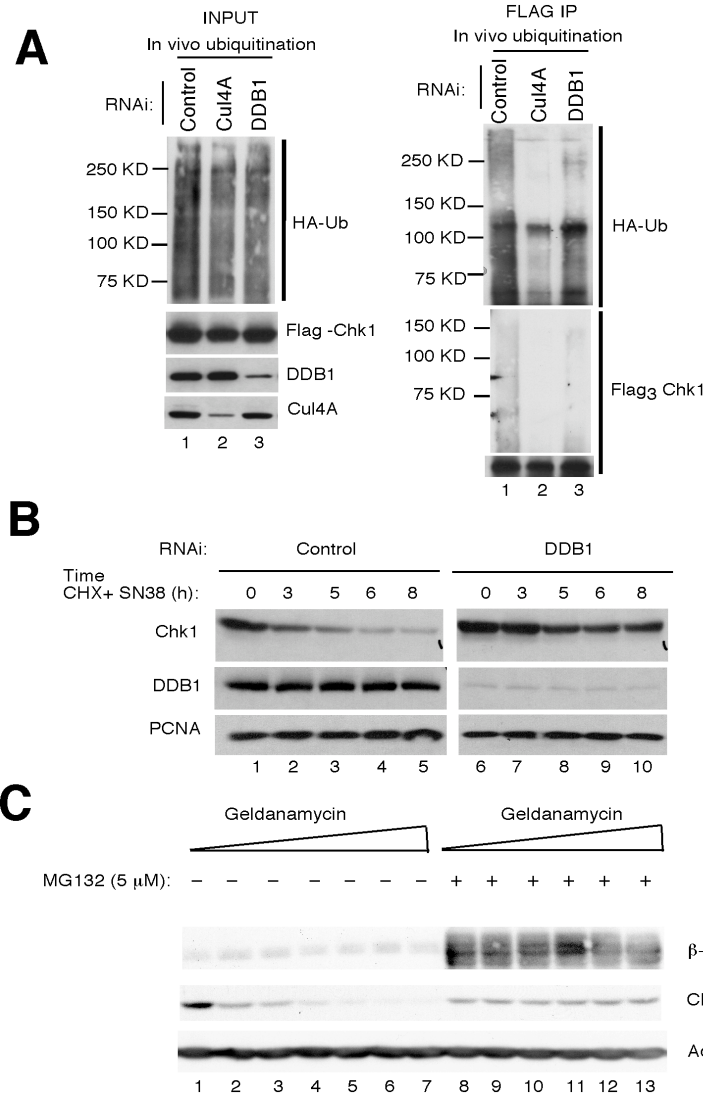 A
INPUT
In vivo ubiquitination
RNAi: Control Cul4A DDB1
250 KD
150 KD
100 KD
75 KD
HA-Ub
Flag -Chk1
DDB1
Cul4A
1 2 3
FLAG IP
In vivo ubiquitination
RNAi: Control Cul4A DDB1
250 KD
150 KD
100 KD
75 KD
HA-Ub
150 KD
100 KD
75 KD
Flag3 Chk1
1 2 3
B
RNAi: Control DDB1
Time
CHX+ SN38 (h): 0 3 5 6 8 0 3 5 6 8
Chk1
DDB1
PCNA
1 2 3 4 5 6 7 8 9 10
C
Geldanamycin Geldanamycin
MG132 (5 µM): – – – – – – – + + + + + +
β-
1 2 3 4 5 6 7 8 9 10 11 12 13